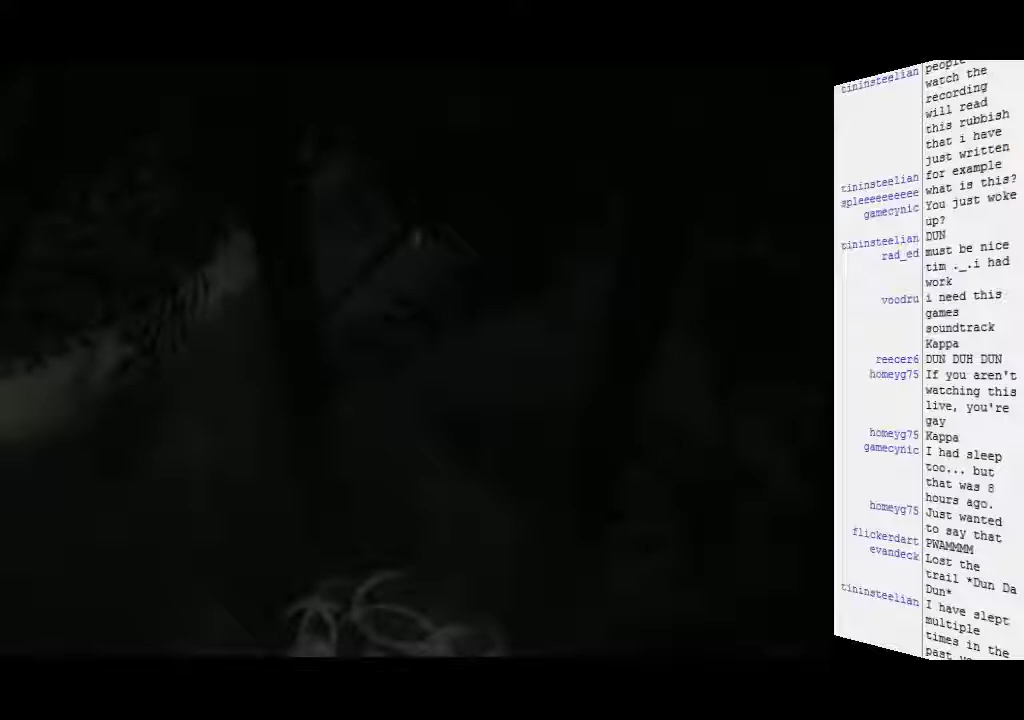 people
tininsteelian watch the
recording
will read
this rubbish
that i have
just written
tininsteelian for example
spleeeeeeeeee what is this?
gamecynic You just woke
up?
tininsteelian DUN
rad_ed must be nice
tim ._.i had
work
voodru i need this
games
soundtrack
Kappa
reecer6 DUN DUH DUN
homeyg75 If you aren't
watching this
live, you're
gay
homeyg75 Kappa
gamecynic I had sleep
too... but
that was 8
hours ago.
homeyg75 Just wanted
to say that
flickerdart PWAMMMM
evandeck Lost the
trail *Dun Da
Dun*
tininsteelian I have slept
multiple
times in the
past